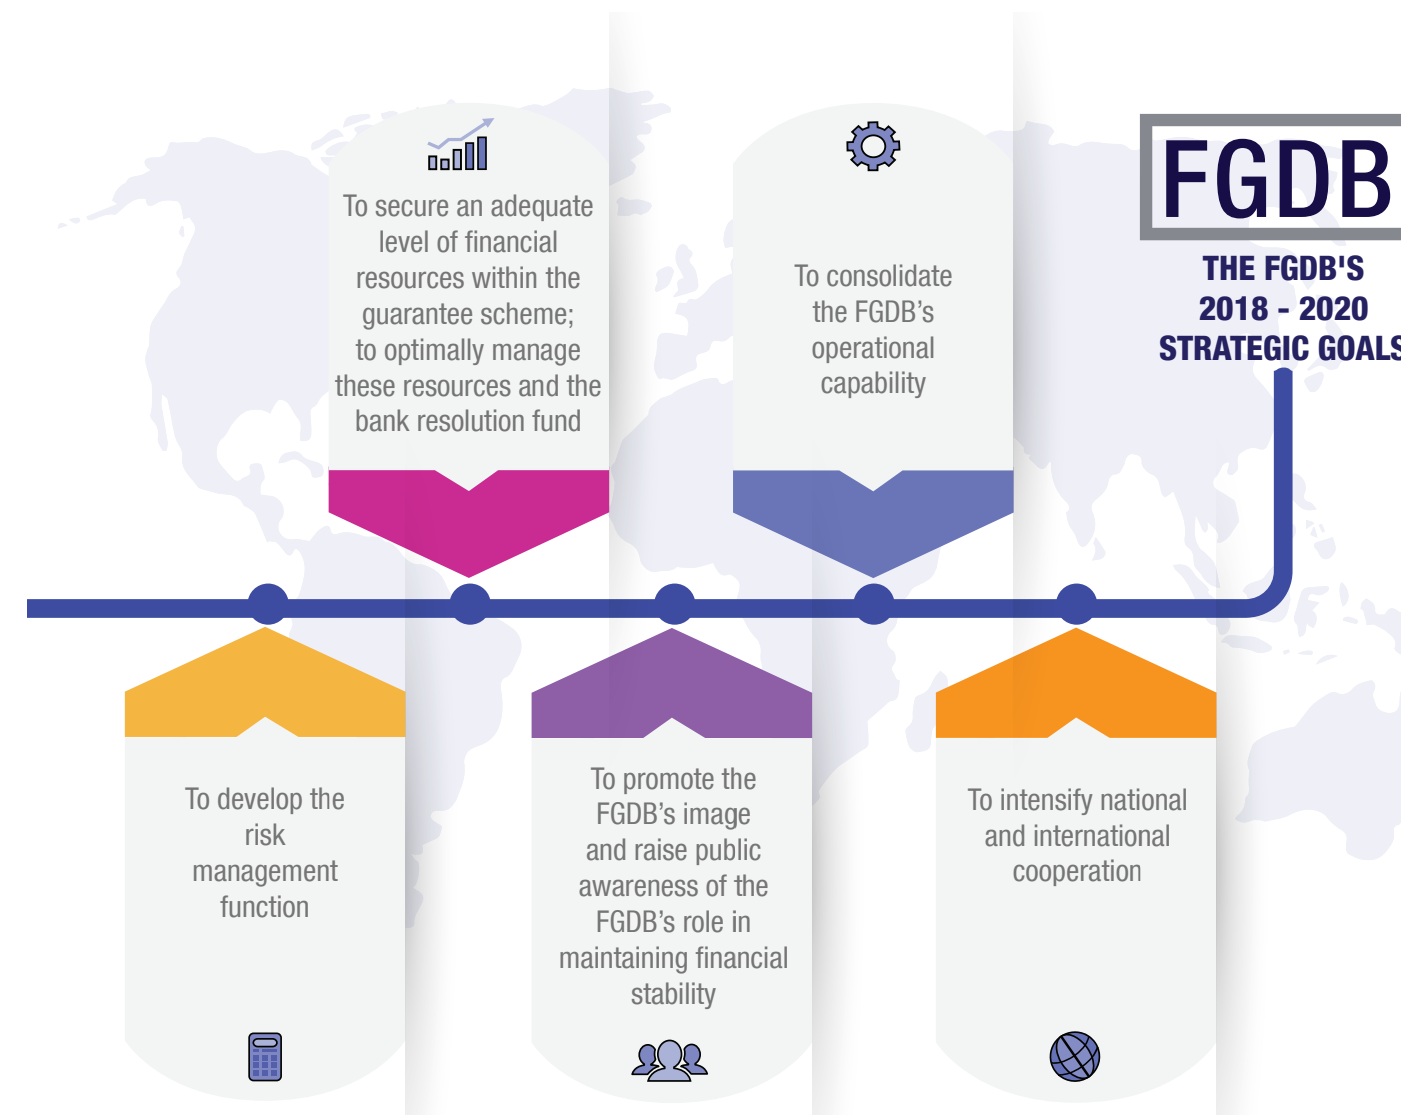 To secure an adequate
level of financial
resources within the
guarantee scheme;
to optimally manage
these resources and the
bank resolution fund
To consolidate
the FGDB’s
operational
capability
FGDB
THE FGDB'S
2018 - 2020
STRATEGIC GOALS
To develop the
risk
management
function
To promote the
FGDB’s image
and raise public
awareness of the
FGDB’s role in
maintaining financial
stability
To intensify national
and international
cooperation